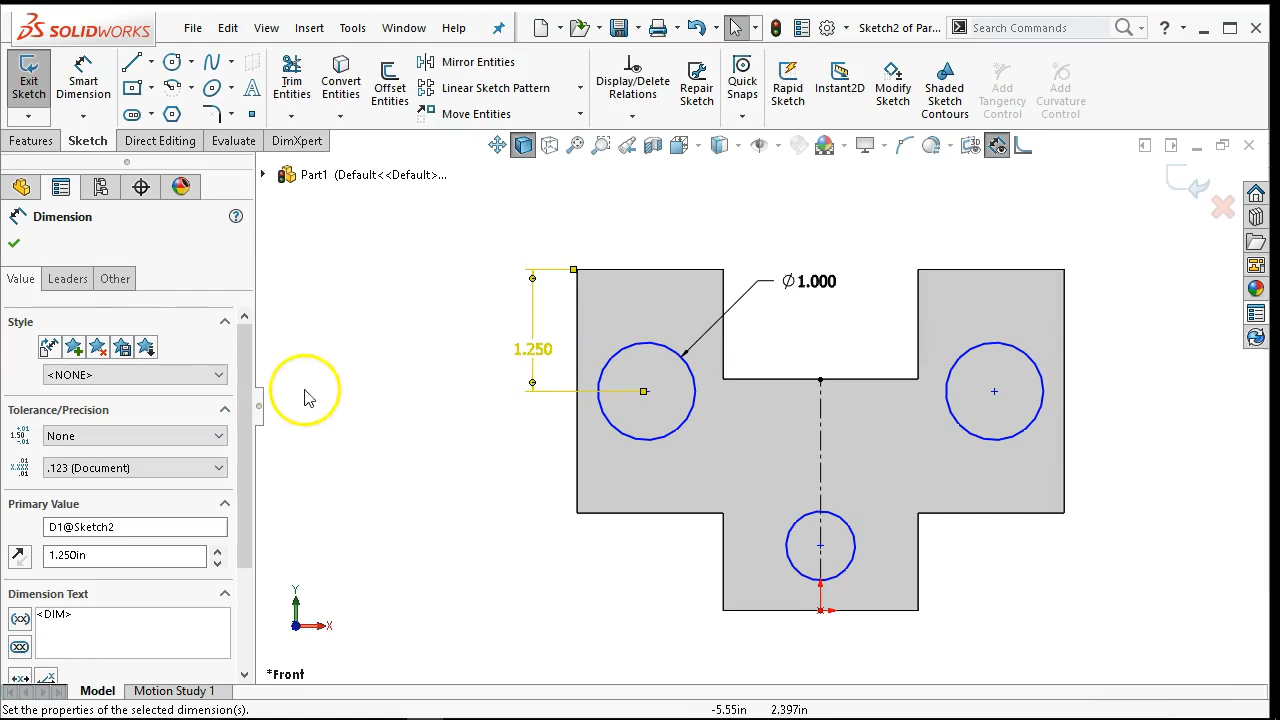 SOLIDWORKS
File Edit View Insert Tools Window Help
Sketch2 of Par...
Search Commands
?
Exit Sketch
Smart Dimension
Trim Entities
Convert Entities
Offset Entities
Mirror Entities
Linear Sketch Pattern
Move Entities
Display/Delete Relations
Repair Sketch
Quick Snaps
Rapid Sketch
Instant2D
Modify Sketch
Shaded Sketch Contours
Add Tangency Control
Add Curvature Control
Features Sketch Direct Editing Evaluate DimXpert
Part1 (Default<<Default>...
Dimension
?
Value Leaders Other
Style
<NONE>
Tolerance/Precision
None
.123 (Document)
Primary Value
D1@Sketch2
1.250in
Dimension Text
<DIM>
(xx)
∅1.000
1.250
Y
X
*Front
Model Motion Study 1
Set the properties of the selected dimension(s).
-5.55in 2.397in